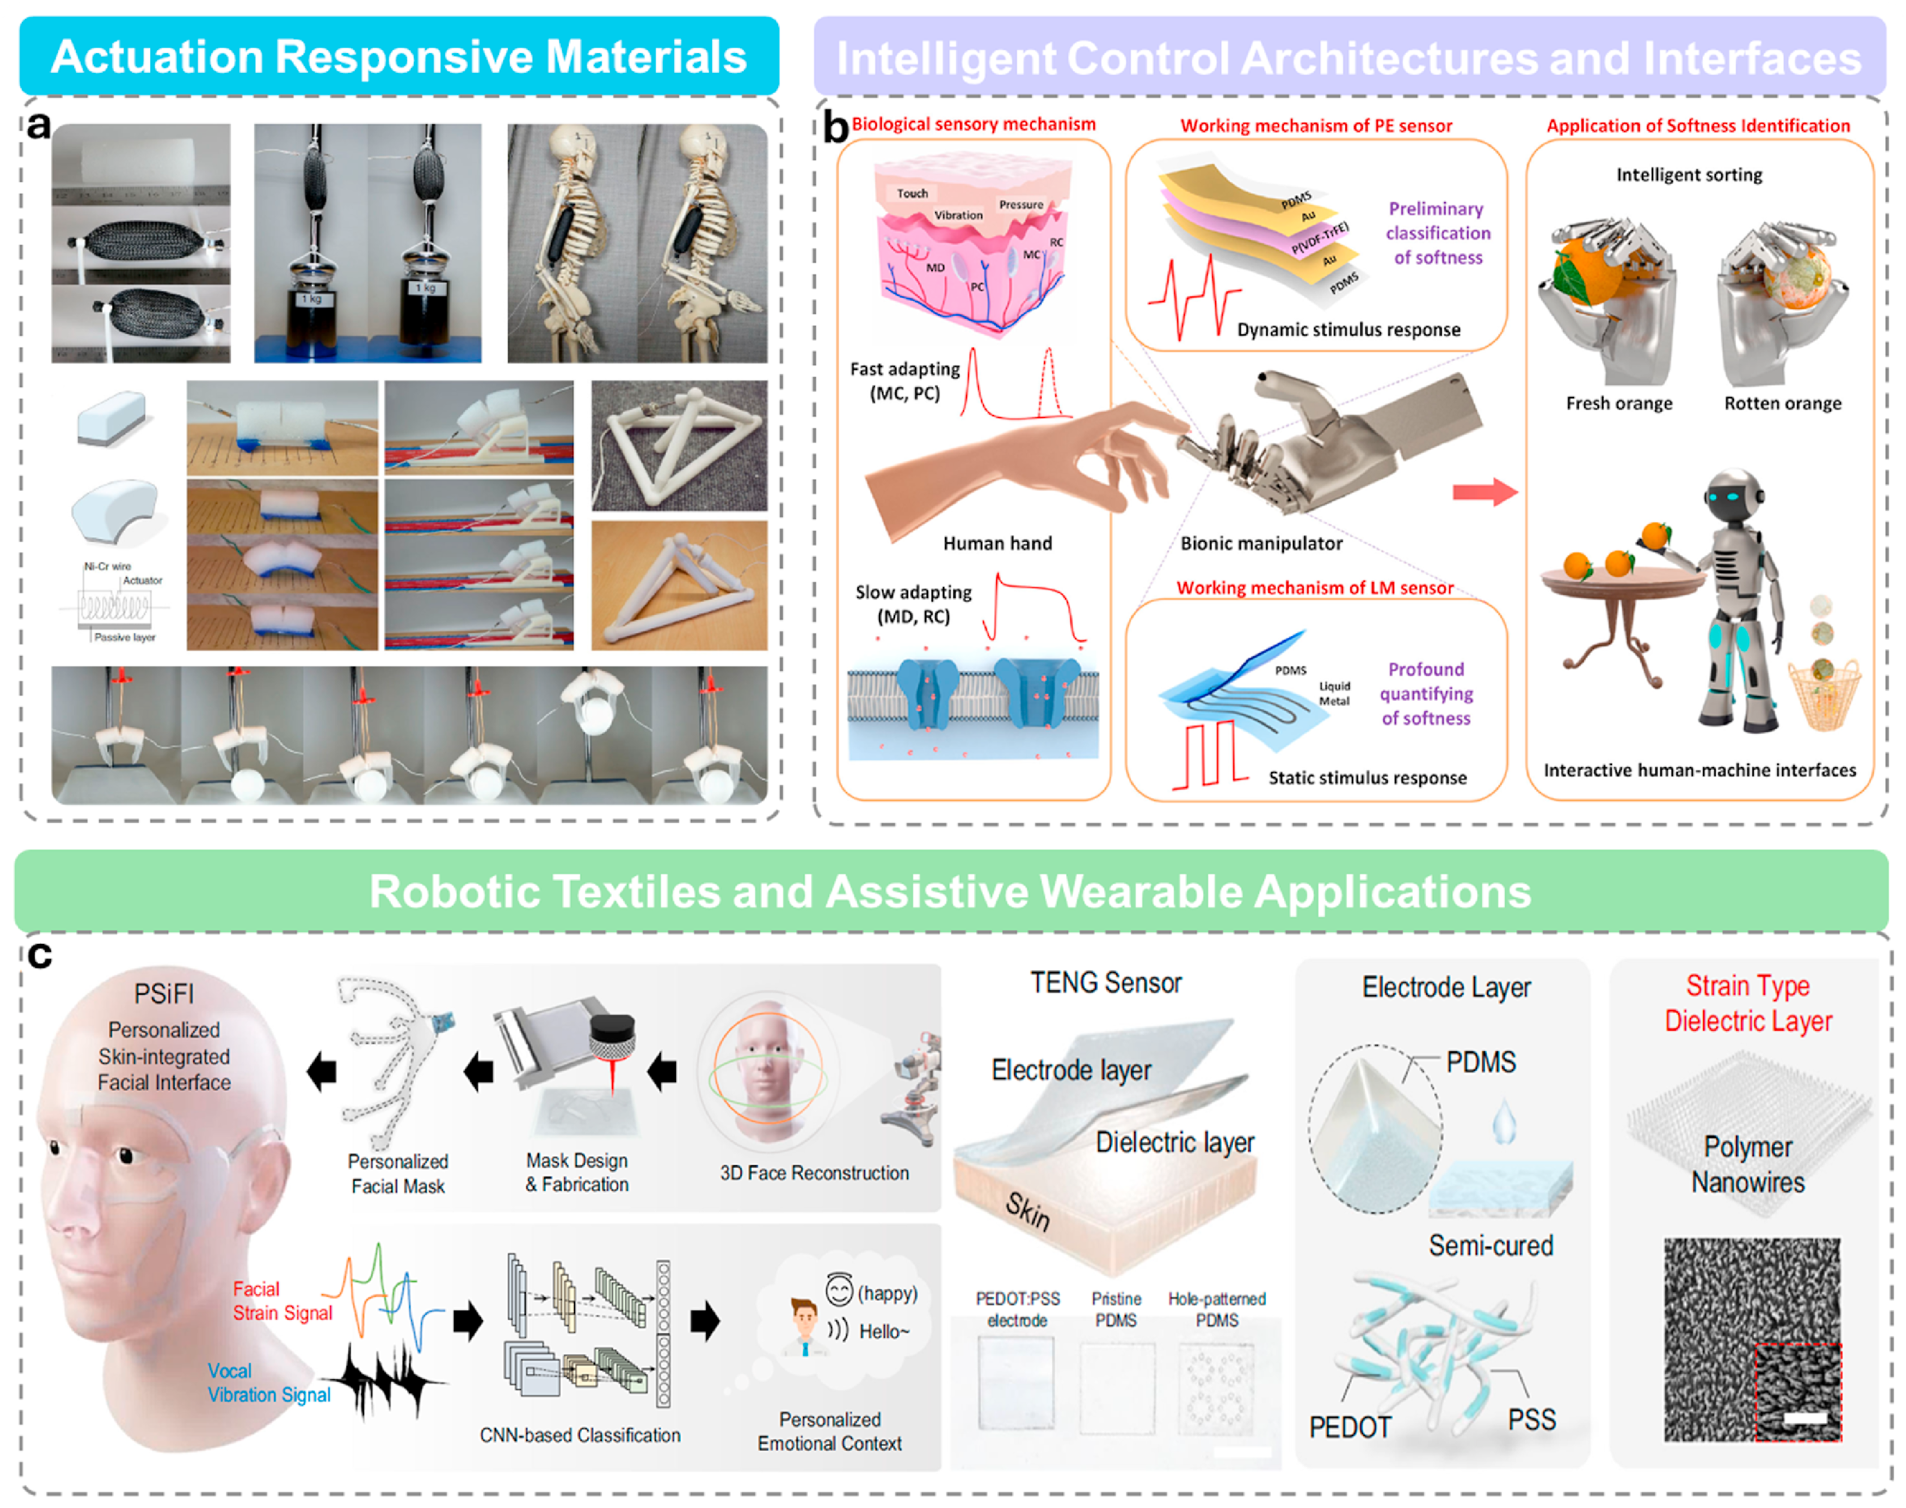 Actuation Responsive Materials
a
1 kg
1 kg
Ni-Cr wire
Actuator
Passive layer
Intelligent Control Architectures and Interfaces
b
Biological sensory mechanism
Touch
Vibration
Pressure
MD
PC
MC
RC
Fast adapting
(MC, PC)
Human hand
Slow adapting
(MD, RC)
Working mechanism of PE sensor
PDMS
Au
P(VDF-TrFE)
Au
PDMS
Preliminary
classification
of softness
Dynamic stimulus response
Bionic manipulator
Working mechanism of LM sensor
PDMS
Liquid
Metal
Profound
quantifying
of softness
Static stimulus response
Application of Softness Identification
Intelligent sorting
Fresh orange
Rotten orange
Interactive human-machine interfaces
Robotic Textiles and Assistive Wearable Applications
c
PSiFI
Personalized
Skin-integrated
Facial Interface
Personalized
Facial Mask
Mask Design
& Fabrication
3D Face Reconstruction
Facial
Strain Signal
Vocal
Vibration Signal
CNN-based Classification
(happy)
Hello~
Personalized
Emotional Context
TENG Sensor
Electrode layer
Dielectric layer
Skin
PEDOT:PSS
electrode
Pristine
PDMS
Hole-patterned
PDMS
Electrode Layer
PDMS
Semi-cured
PEDOT
PSS
Strain Type
Dielectric Layer
Polymer
Nanowires